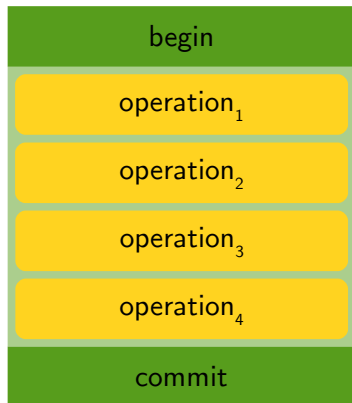 begin
operation₁
operation₂
operation₃
operation₄
commit